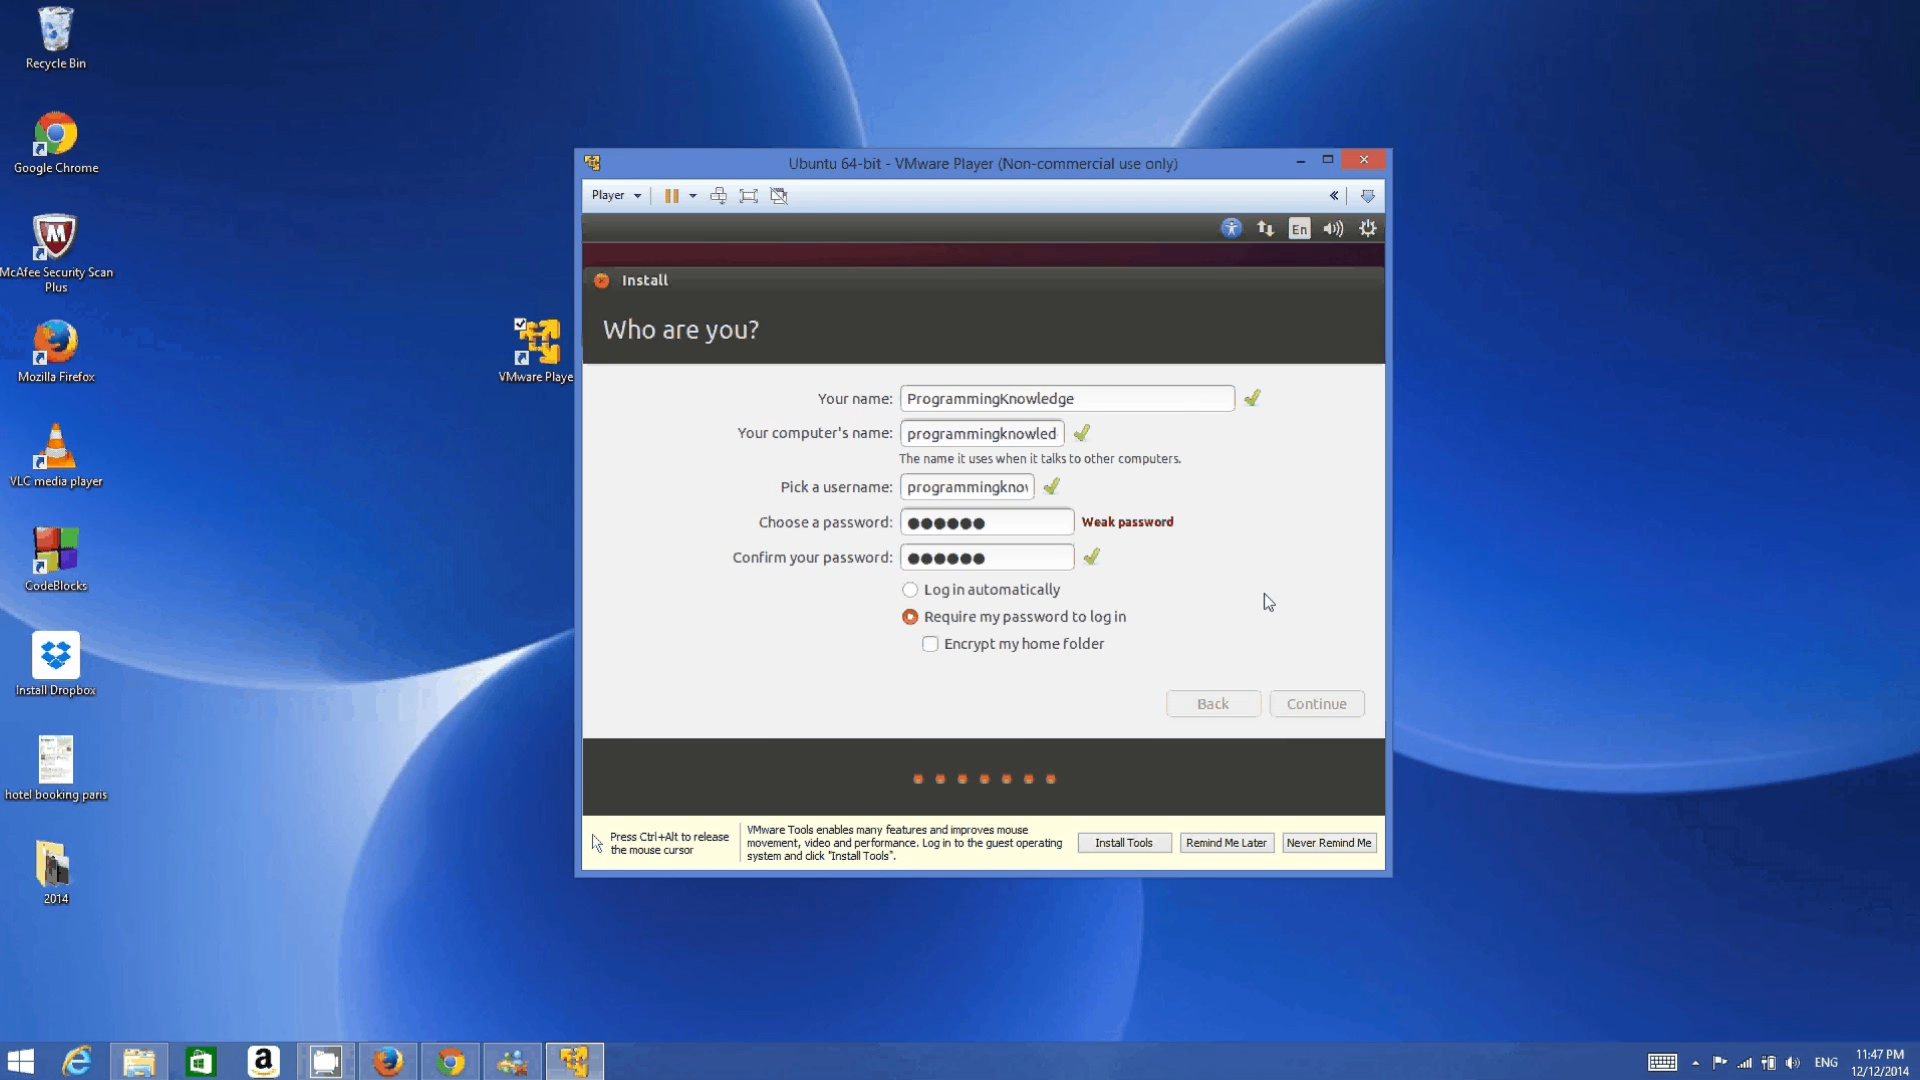 Recycle Bin
Google Chrome
McAfee Security Scan
Plus
Mozilla Firefox
VLC media player
CodeBlocks
Install Dropbox
hotel booking paris
2014
VMware Playe
Ubuntu 64-bit - VMware Player (Non-commercial use only)
Player
En
Install
Who are you?
Your name: ProgrammingKnowledge
Your computer's name: programmingknowled
The name it uses when it talks to other computers.
Pick a username: programmingknov
Choose a password: ●●●●●● Weak password
Confirm your password: ●●●●●●
Log in automatically
Require my password to log in
Encrypt my home folder
Back Continue
Press Ctrl+Alt to release
the mouse cursor
VMware Tools enables many features and improves mouse
movement, video and performance. Log in to the guest operating
system and click "Install Tools".
Install Tools Remind Me Later Never Remind Me
ENG
11:47 PM
12/12/2014